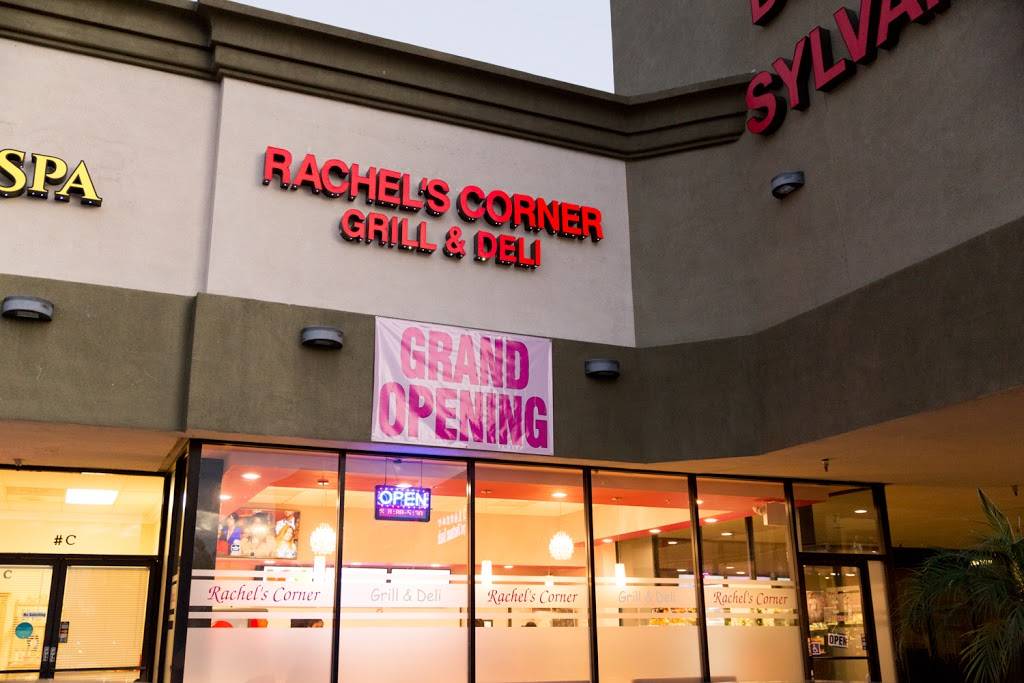 SPA
RACHEL'S CORNER
GRILL & DELI
SYLVA
GRAND
OPENING
OPEN
#C
C
Rachel's Corner
Grill & Deli
Rachel's Corner
Grill & Deli
Rachel's Corner
OPEN